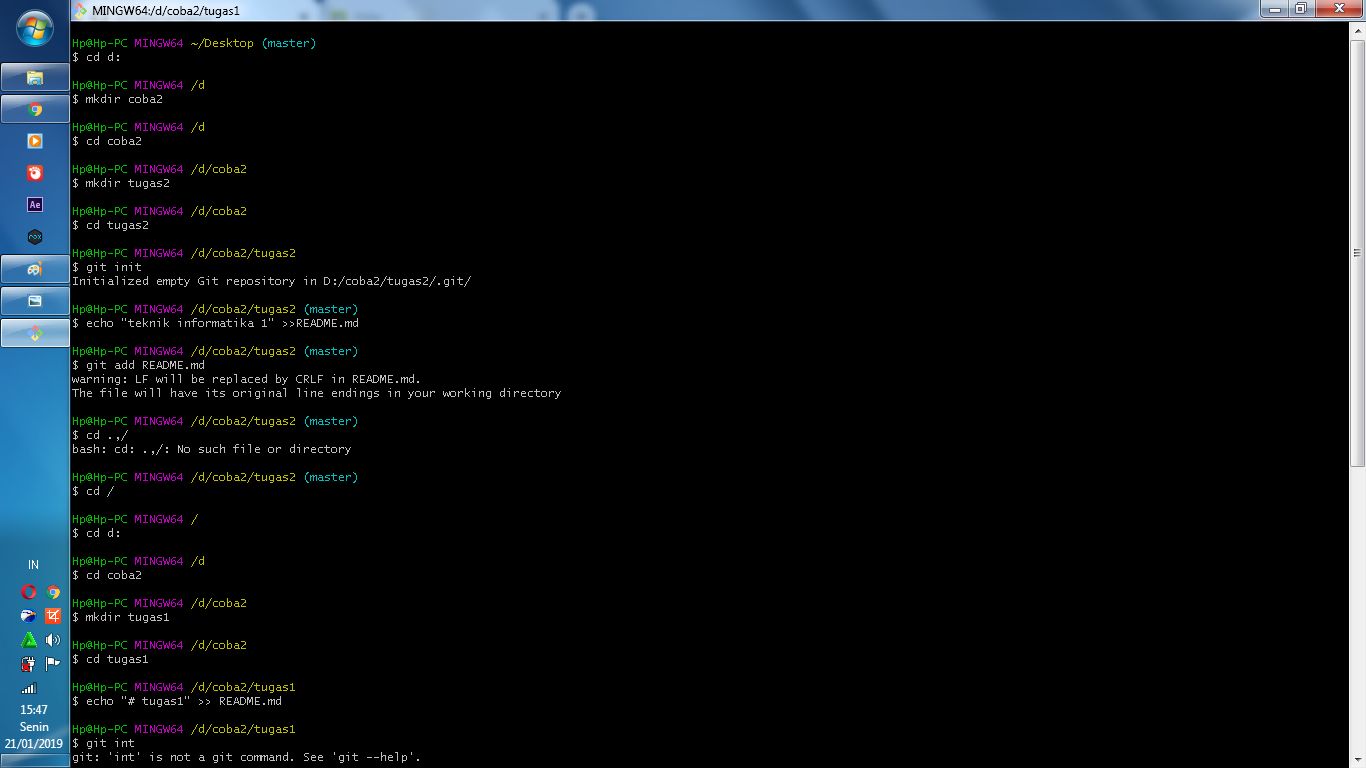 MINGW64:/d/coba2/tugas1
Hp@Hp-PC MINGW64 ~/Desktop (master)
$ cd d:
Hp@Hp-PC MINGW64 /d
$ mkdir coba2
Hp@Hp-PC MINGW64 /d
$ cd coba2
Hp@Hp-PC MINGW64 /d/coba2
$ mkdir tugas2
Hp@Hp-PC MINGW64 /d/coba2
$ cd tugas2
Hp@Hp-PC MINGW64 /d/coba2/tugas2
$ git init
Initialized empty Git repository in D:/coba2/tugas2/.git/
Hp@Hp-PC MINGW64 /d/coba2/tugas2 (master)
$ echo "teknik informatika 1" >>README.md
Hp@Hp-PC MINGW64 /d/coba2/tugas2 (master)
$ git add README.md
warning: LF will be replaced by CRLF in README.md.
The file will have its original line endings in your working directory
Hp@Hp-PC MINGW64 /d/coba2/tugas2 (master)
$ cd .,/
bash: cd: .,/: No such file or directory
Hp@Hp-PC MINGW64 /d/coba2/tugas2 (master)
$ cd /
Hp@Hp-PC MINGW64 /
$ cd d:
Hp@Hp-PC MINGW64 /d
$ cd coba2
Hp@Hp-PC MINGW64 /d/coba2
$ mkdir tugas1
Hp@Hp-PC MINGW64 /d/coba2
$ cd tugas1
Hp@Hp-PC MINGW64 /d/coba2/tugas1
$ echo "# tugas1" >> README.md
Hp@Hp-PC MINGW64 /d/coba2/tugas1
$ git int
git: 'int' is not a git command. See 'git --help'.
Ae
nox
IN
15:47
Senin
21/01/2019